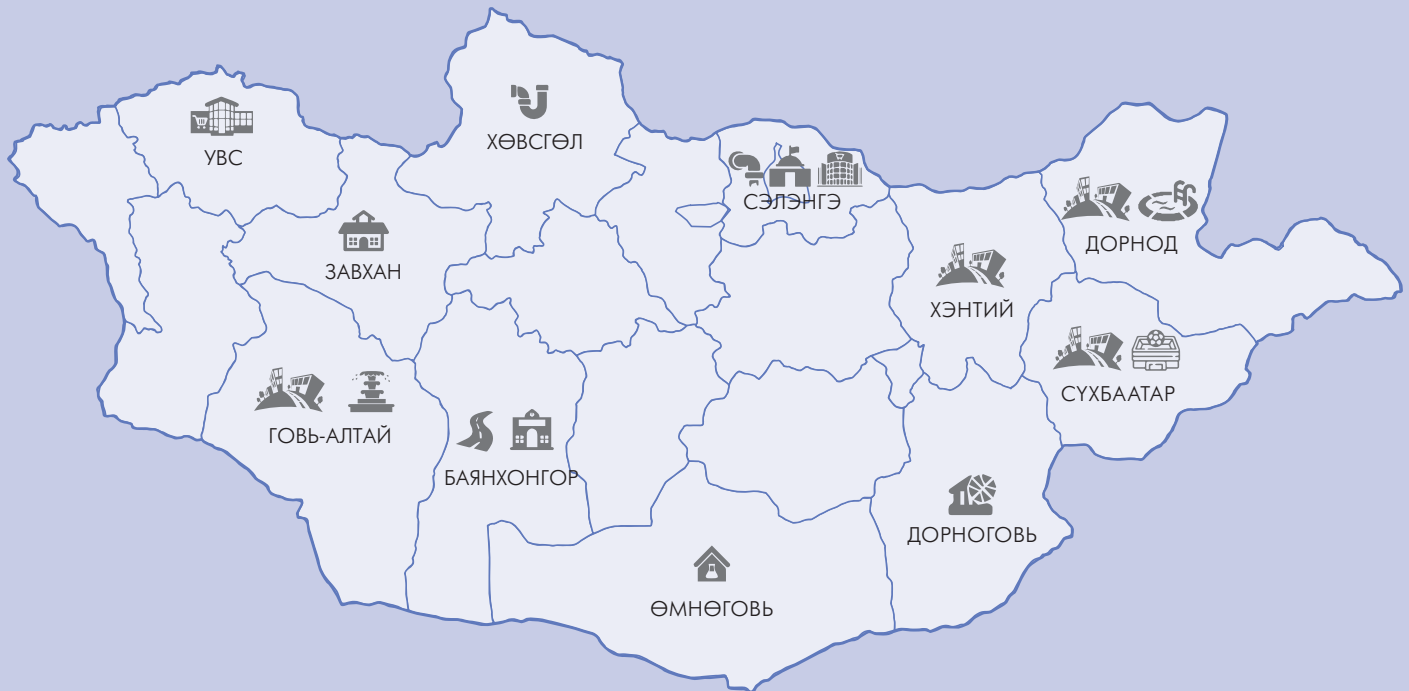 ХӨВСГӨЛ
УВС
СЭЛЭНГЭ
ДОРНОД
ЗАВХАН
ХЭНТИЙ
СҮХБААТАР
ГОВЬ-АЛТАЙ
БАЯНХОНГОР
ДОРНОГОВЬ
ӨМНӨГОВЬ